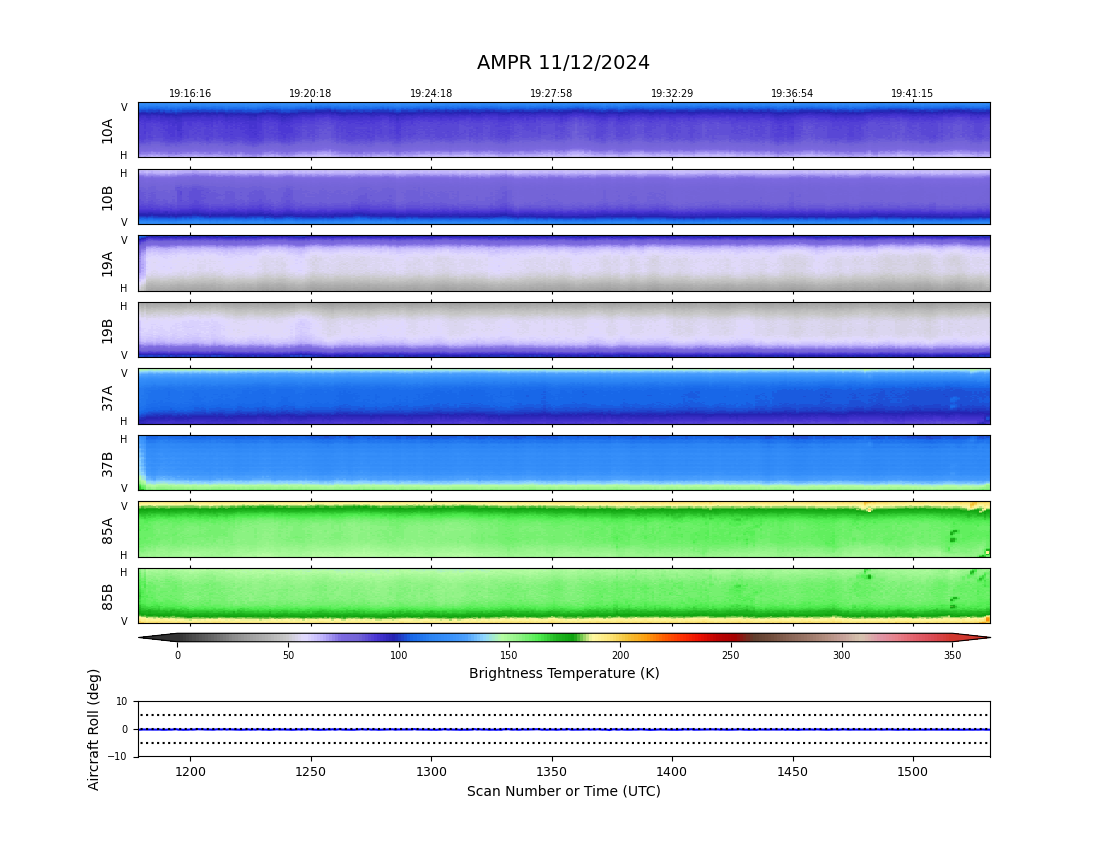 AMPR 11/12/2024
19:16:16 19:20:18 19:24:18 19:27:58 19:32:29 19:36:54 19:41:15
V
10A
H
H
10B
V
V
19A
H
H
19B
V
V
37A
H
H
37B
V
V
85A
H
H
85B
V
0 50 100 150 200 250 300 350
Brightness Temperature (K)
Aircraft Roll (deg)
10
0
−10
1200 1250 1300 1350 1400 1450 1500
Scan Number or Time (UTC)